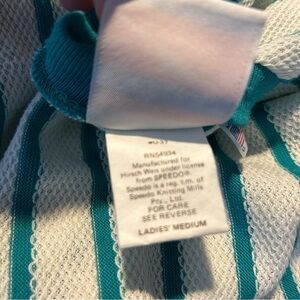 RN54994
Manufactured for
Hirsch Weis under license
from SPEEDO®.
Speedo is a reg. t.m. of
Speedo Knitting Mills
Pty. Ltd.
FOR CARE
SEE REVERSE
LADIES' MEDIUM